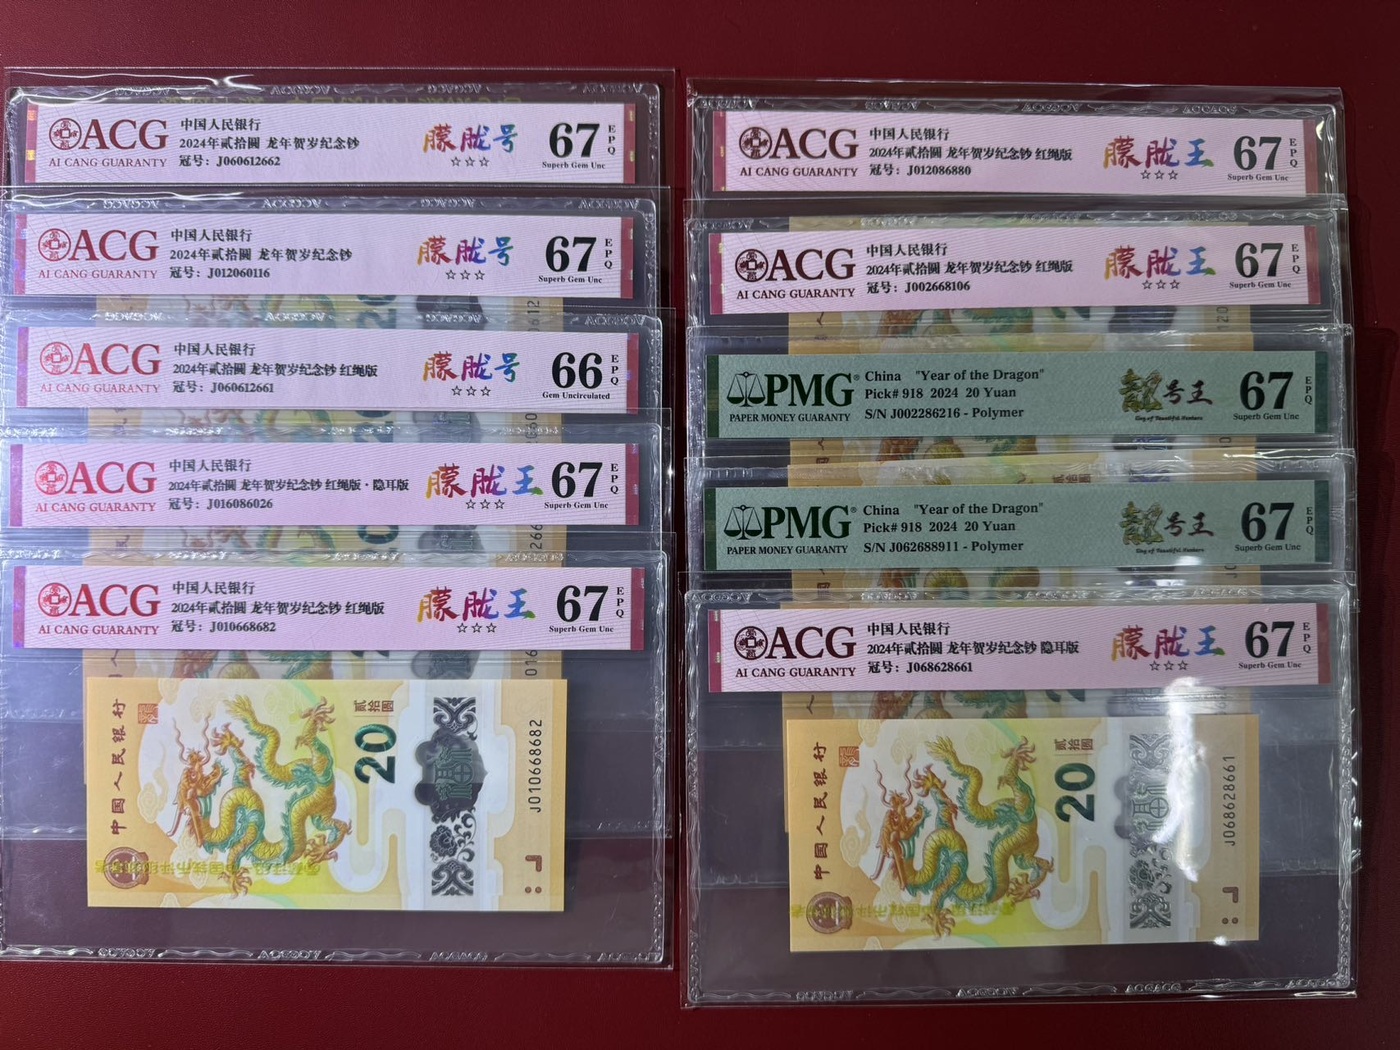 ACG
AI CANG GUARANTY
中国人民银行
2024年贰拾圆 龙年贺岁纪念钞
冠号：J060612662
朦胧号
☆☆☆
67
EPQ
Superb Gem Unc
ACG
AI CANG GUARANTY
中国人民银行
2024年贰拾圆 龙年贺岁纪念钞
冠号：J012060116
朦胧号
☆☆☆
67
EPQ
Superb Gem Unc
ACG
AI CANG GUARANTY
中国人民银行
2024年贰拾圆 龙年贺岁纪念钞 红绳版
冠号：J060612661
朦胧号
☆☆☆
66
EPQ
Gem Uncirculated
ACG
AI CANG GUARANTY
中国人民银行
2024年贰拾圆 龙年贺岁纪念钞 红绳版·隐耳版
冠号：J016086026
朦胧王
☆☆☆
67
EPQ
Superb Gem Unc
ACG
AI CANG GUARANTY
中国人民银行
2024年贰拾圆 龙年贺岁纪念钞 红绳版
冠号：J010668682
朦胧王
☆☆☆
67
EPQ
Superb Gem Unc
中国人民银行
贰拾圆
20
J010668682
ACG
AI CANG GUARANTY
中国人民银行
2024年贰拾圆 龙年贺岁纪念钞 红绳版
冠号：J012086880
朦胧王
☆☆☆
67
EPQ
Superb Gem Unc
ACG
AI CANG GUARANTY
中国人民银行
2024年贰拾圆 龙年贺岁纪念钞 红绳版
冠号：J002668106
朦胧王
☆☆☆
67
EPQ
Superb Gem Unc
PMG®
PAPER MONEY GUARANTY
China "Year of the Dragon"
Pick# 918 2024 20 Yuan
S/N J002286216 - Polymer
号王
King of Beautiful Numbers
67
EPQ
Superb Gem Unc
PMG®
PAPER MONEY GUARANTY
China "Year of the Dragon"
Pick# 918 2024 20 Yuan
S/N J062688911 - Polymer
号王
King of Beautiful Numbers
67
EPQ
Superb Gem Unc
ACG
AI CANG GUARANTY
中国人民银行
2024年贰拾圆 龙年贺岁纪念钞 隐耳版
冠号：J068628661
朦胧王
☆☆☆
67
EPQ
Superb Gem Unc
中国人民银行
贰拾圆
20
J068628661